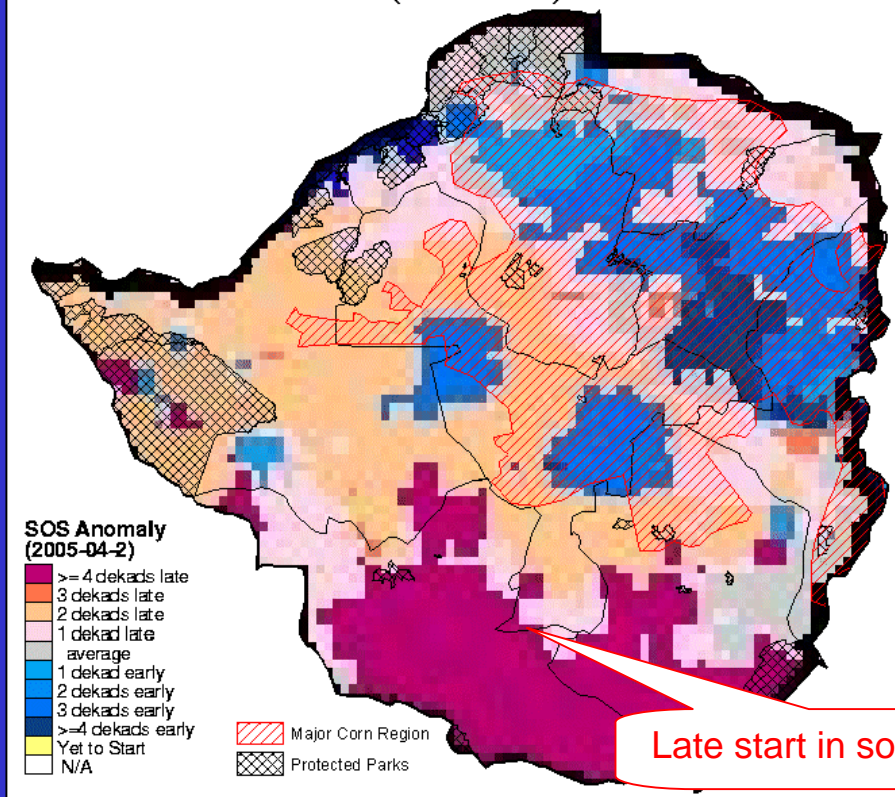 SOS Anomaly
(2005-04-2)
>= 4 dekads late
3 dekads late
2 dekads late
1 dekad late
average
1 dekad early
2 dekads early
3 dekads early
>=4 dekads early
Yet to Start
N/A
Major Corn Region
Protected Parks
Late start in so